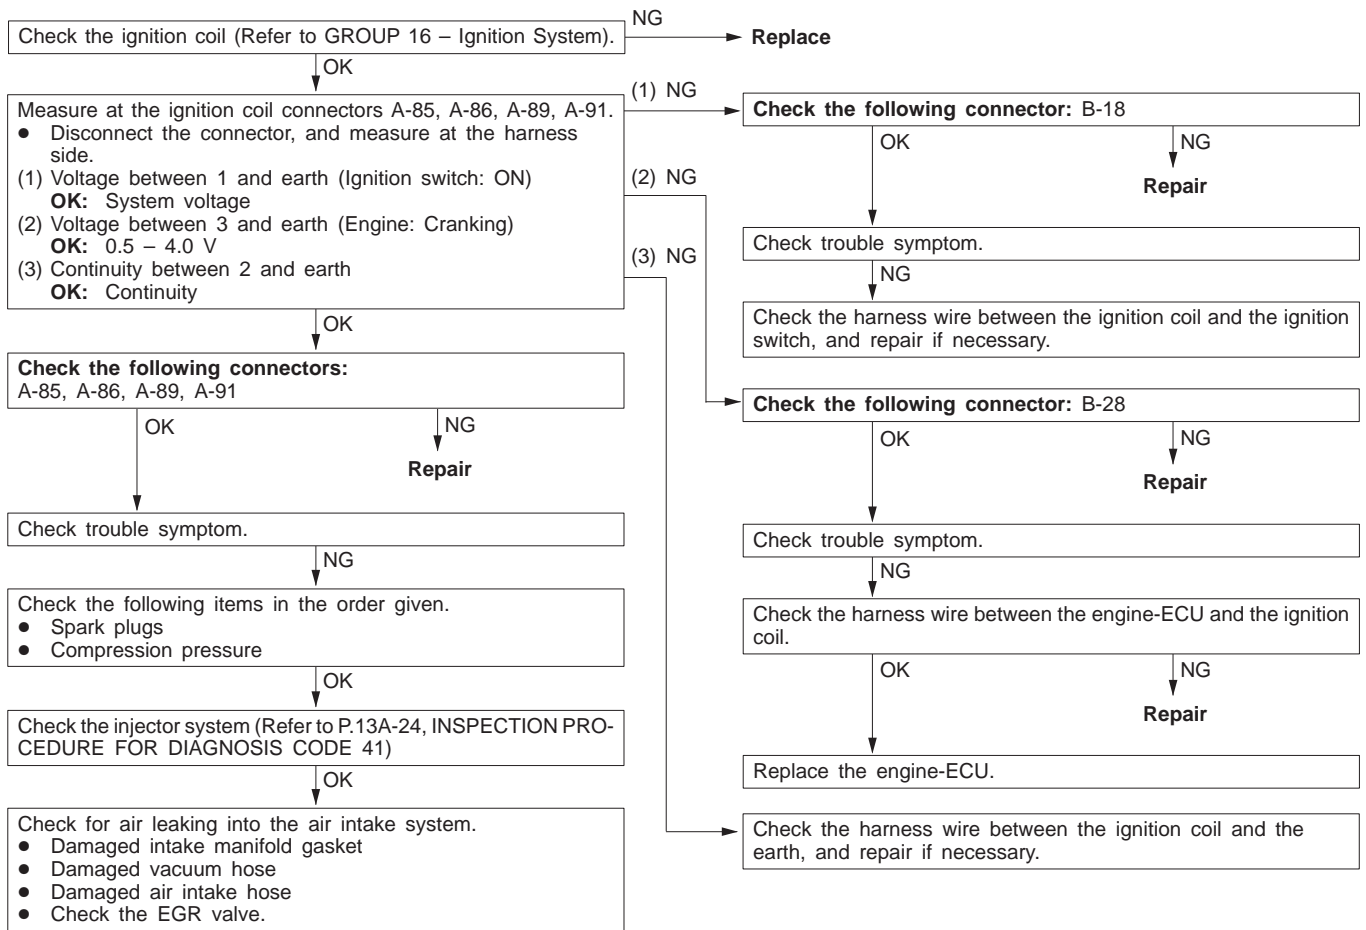 Check the ignition coil (Refer to GROUP 16 – Ignition System).
NG
Replace
OK
Measure at the ignition coil connectors A-85, A-86, A-89, A-91.
● Disconnect the connector, and measure at the harness
side.
(1) Voltage between 1 and earth (Ignition switch: ON)
OK: System voltage
(2) Voltage between 3 and earth (Engine: Cranking)
OK: 0.5 – 4.0 V
(3) Continuity between 2 and earth
OK: Continuity
(1) NG
(2) NG
(3) NG
OK
Check the following connectors:
A-85, A-86, A-89, A-91
OK
NG
Repair
Check trouble symptom.
NG
Check the following items in the order given.
● Spark plugs
● Compression pressure
OK
Check the injector system (Refer to P.13A-24, INSPECTION PRO-
CEDURE FOR DIAGNOSIS CODE 41)
OK
Check for air leaking into the air intake system.
● Damaged intake manifold gasket
● Damaged vacuum hose
● Damaged air intake hose
● Check the EGR valve.
Check the following connector: B-18
OK
NG
Repair
Check trouble symptom.
NG
Check the harness wire between the ignition coil and the ignition
switch, and repair if necessary.
Check the following connector: B-28
OK
NG
Repair
Check trouble symptom.
NG
Check the harness wire between the engine-ECU and the ignition
coil.
OK
NG
Repair
Replace the engine-ECU.
Check the harness wire between the ignition coil and the
earth, and repair if necessary.